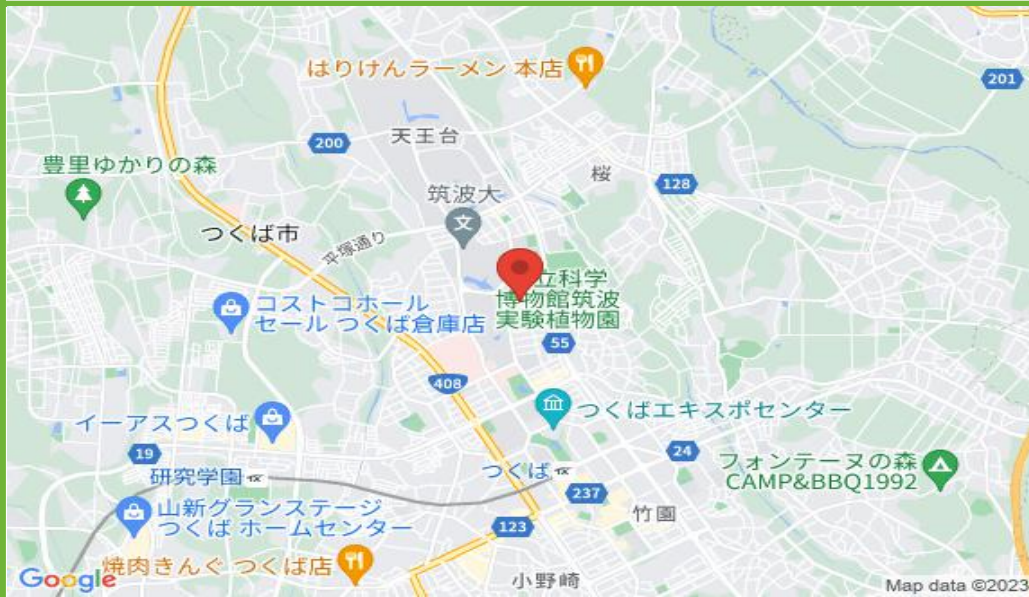 はりけんラーメン 本店
201
天王台
200
豊里ゆかりの森
桜
128
筑波大
文
つくば市
平塚通り
立科学
博物館筑波
実験植物園
コストコホール
セール つくば倉庫店
55
408
イーアスつくば
つくばエキスポセンター
19
24
研究学園
つくば
フォンテーヌの森
CAMP&BBQ1992
237
山新グランステージ
つくば ホームセンター
竹園
123
焼肉きんぐ つくば店
小野崎
Google
Map data ©2023